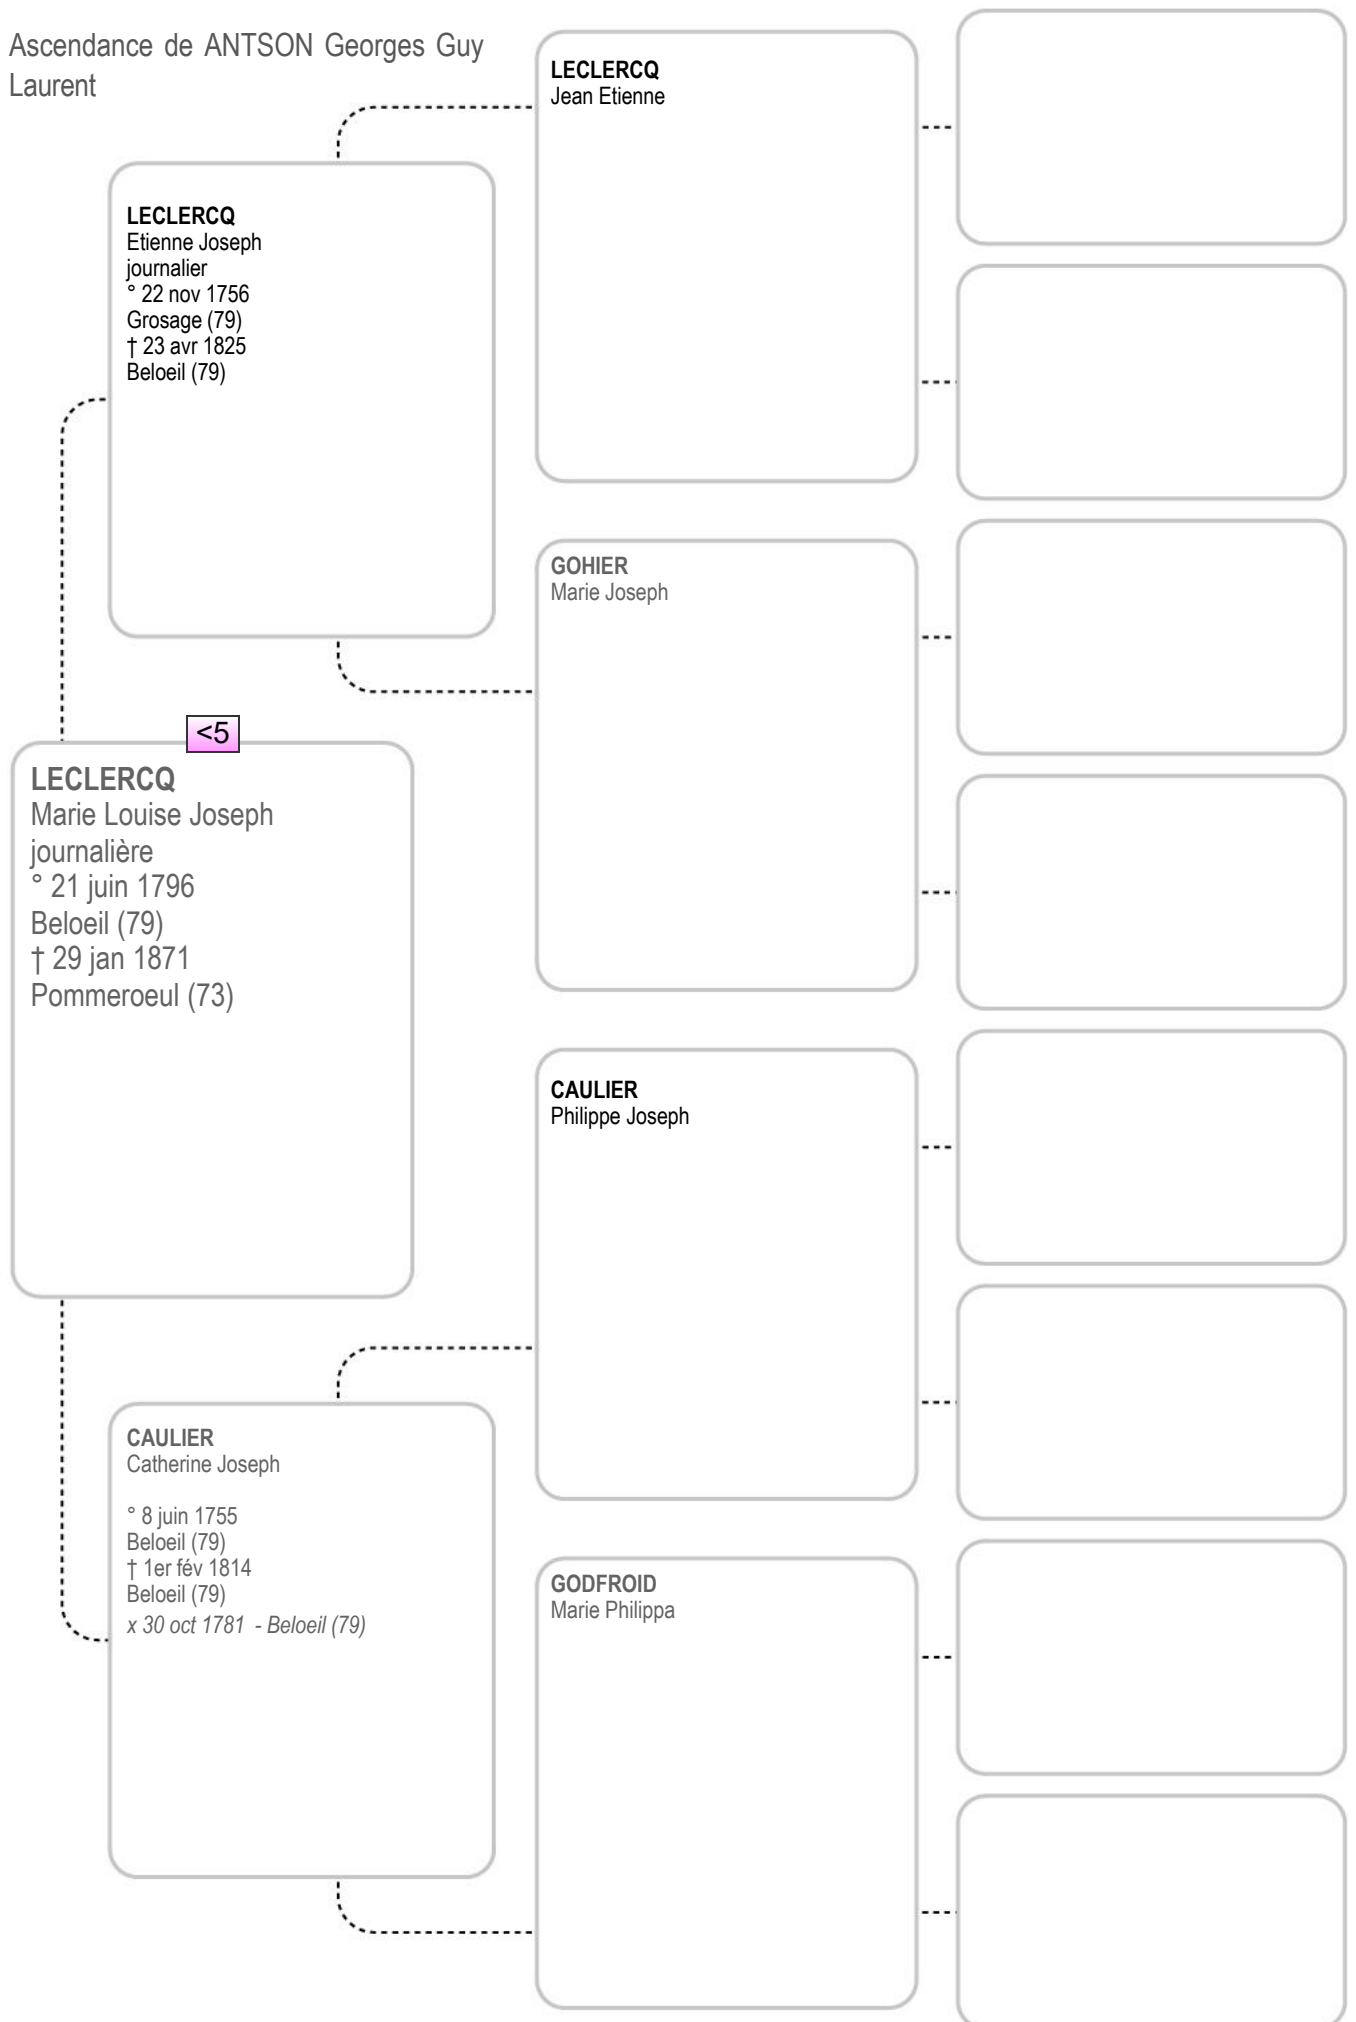 Ascendance de ANTSON Georges Guy
Laurent
LECLERCQ
Jean Etienne
LECLERCQ
Etienne Joseph
journalier
° 22 nov 1756
Grosage (79)
† 23 avr 1825
Beloeil (79)
GOHIER
Marie Joseph
<5
LECLERCQ
Marie Louise Joseph
journalière
° 21 juin 1796
Beloeil (79)
† 29 jan 1871
Pommeroeul (73)
CAULIER
Philippe Joseph
CAULIER
Catherine Joseph
° 8 juin 1755
Beloeil (79)
† 1er fév 1814
Beloeil (79)
x 30 oct 1781 - Beloeil (79)
GODFROID
Marie Philippa